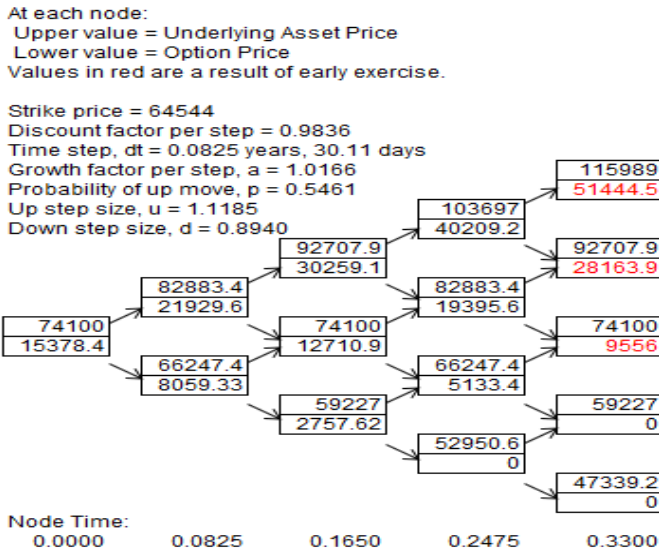 At each node:
Upper value = Underlying Asset Price
Lower value = Option Price
Values in red are a result of early exercise.
Strike price = 64544
Discount factor per step = 0.9836
Time step, dt = 0.0825 years, 30.11 days
Growth factor per step, a = 1.0166
Probability of up move, p = 0.5461
Up step size, u = 1.1185
Down step size, d = 0.8940
115989
51444.5
103697
40209.2
92707.9
30259.1
92707.9
28163.9
82883.4
21929.6
82883.4
19395.6
74100
15378.4
74100
12710.9
74100
9556
66247.4
8059.33
66247.4
5133.4
59227
2757.62
59227
0
52950.6
0
47339.2
0
Node Time:
0.0000 0.0825 0.1650 0.2475 0.3300